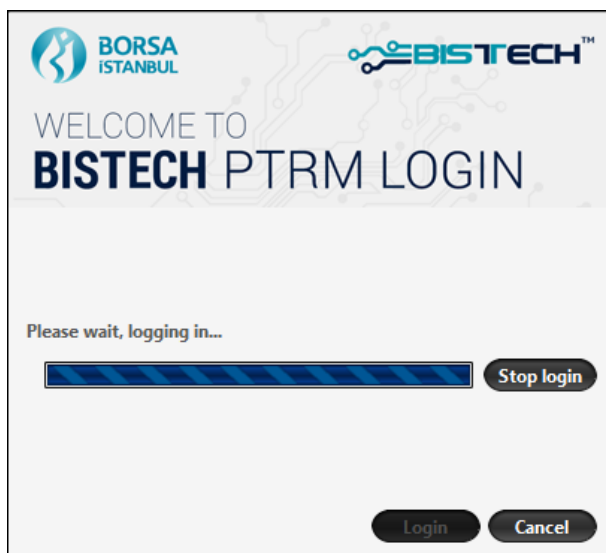 BORSA
İSTANBUL
BISTECH™
WELCOME TO
BISTECH PTRM LOGIN
Please wait, logging in...
Stop login
Login
Cancel